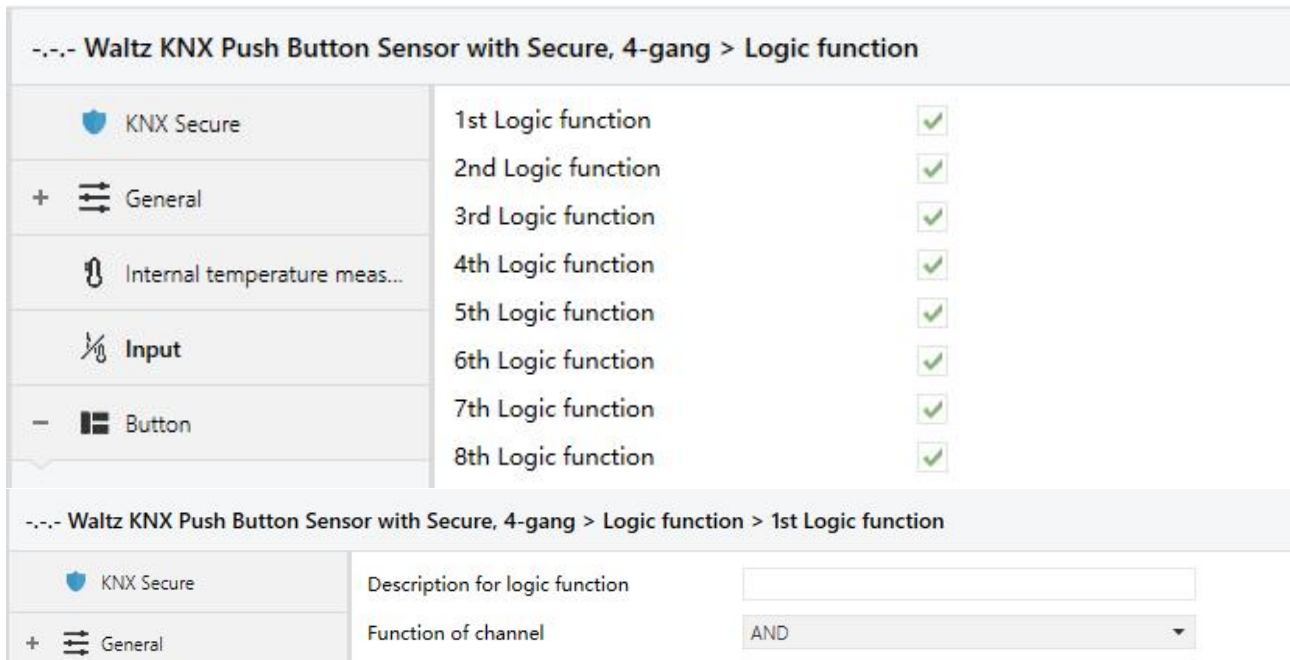 -.-.- Waltz KNX Push Button Sensor with Secure, 4-gang > Logic function
KNX Secure
+ General
Internal temperature meas...
Input
− Button
1st Logic function
2nd Logic function
3rd Logic function
4th Logic function
5th Logic function
6th Logic function
7th Logic function
8th Logic function
-.-.- Waltz KNX Push Button Sensor with Secure, 4-gang > Logic function > 1st Logic function
KNX Secure
+ General
Description for logic function
Function of channel AND